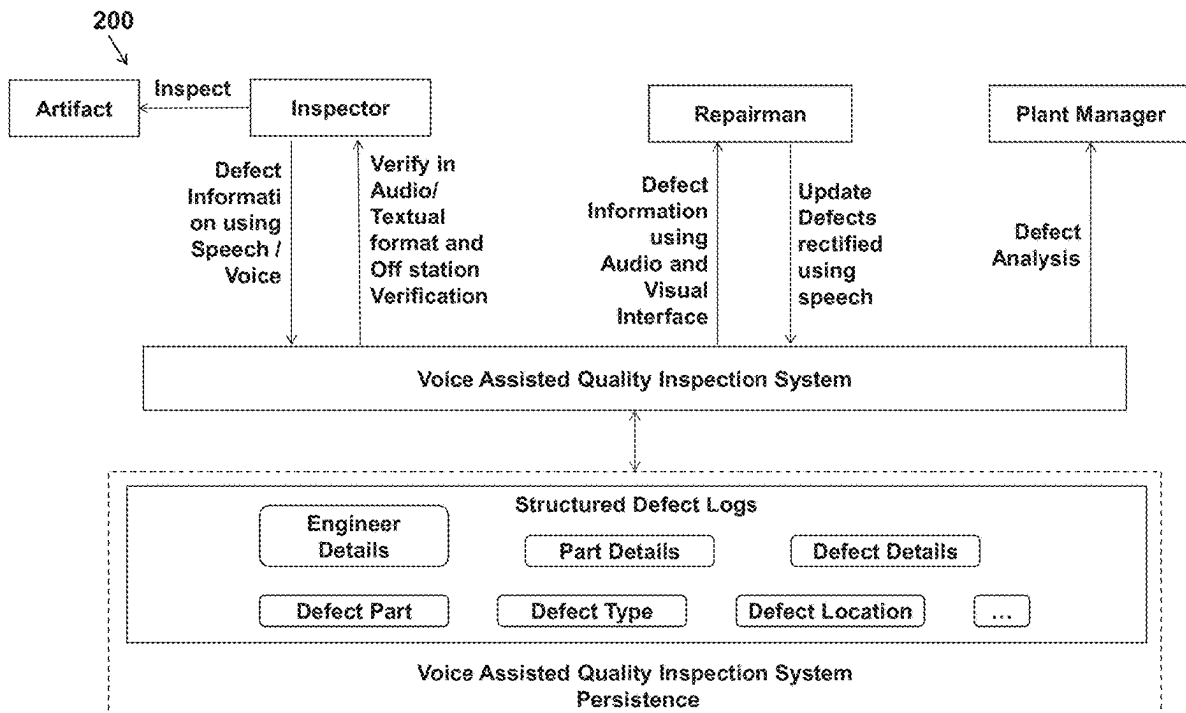 200
Artifact
Inspect
Inspector
Repairman
Plant Manager
Defect
Informati
on using
Speech /
Voice
Verify in
Audio/
Textual
format and
Off station
Verification
Defect
Information
using
Audio and
Visual
Interface
Update
Defects
rectified
using
speech
Defect
Analysis
Voice Assisted Quality Inspection System
Structured Defect Logs
Engineer
Details
Part Details
Defect Details
Defect Part
Defect Type
Defect Location
...
Voice Assisted Quality Inspection System
Persistence